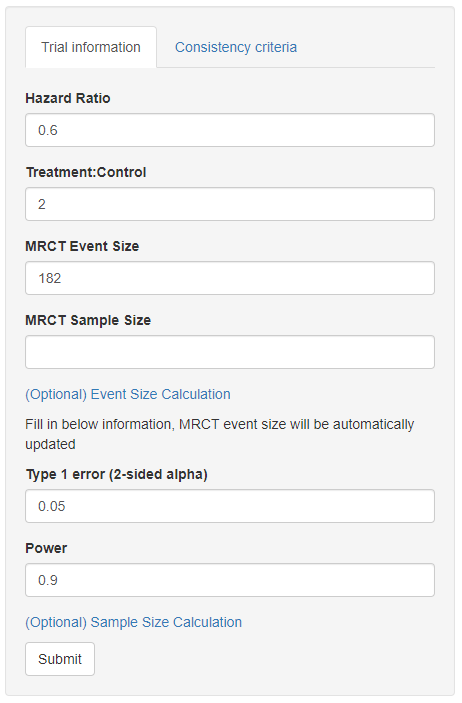 Trial information
Consistency criteria
Hazard Ratio
0.6
Treatment:Control
2
MRCT Event Size
182
MRCT Sample Size
(Optional) Event Size Calculation
Fill in below information, MRCT event size will be automatically
updated
Type 1 error (2-sided alpha)
0.05
Power
0.9
(Optional) Sample Size Calculation
Submit